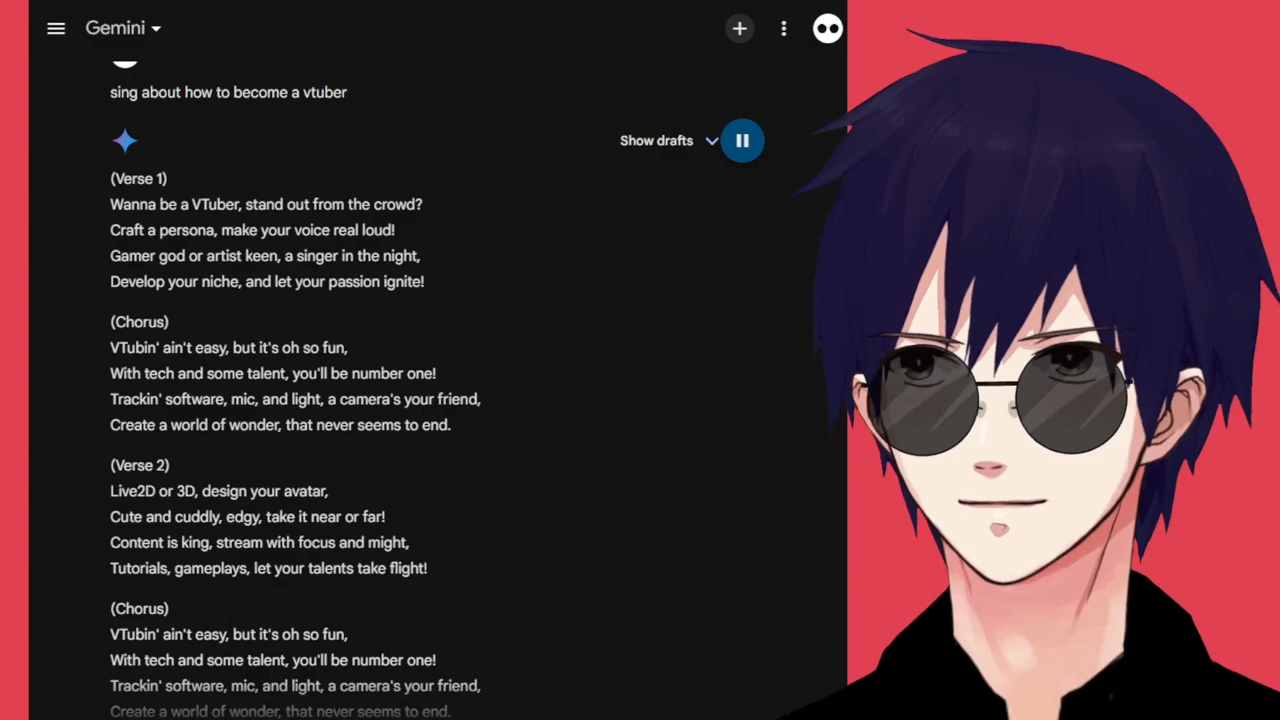 Gemini
sing about how to become a vtuber
Show drafts
(Verse 1)
Wanna be a VTuber, stand out from the crowd?
Craft a persona, make your voice real loud!
Gamer god or artist keen, a singer in the night,
Develop your niche, and let your passion ignite!
(Chorus)
VTubin' ain't easy, but it's oh so fun,
With tech and some talent, you'll be number one!
Trackin' software, mic, and light, a camera's your friend,
Create a world of wonder, that never seems to end.
(Verse 2)
Live2D or 3D, design your avatar,
Cute and cuddly, edgy, take it near or far!
Content is king, stream with focus and might,
Tutorials, gameplays, let your talents take flight!
(Chorus)
VTubin' ain't easy, but it's oh so fun,
With tech and some talent, you'll be number one!
Trackin' software, mic, and light, a camera's your friend,
Create a world of wonder, that never seems to end.